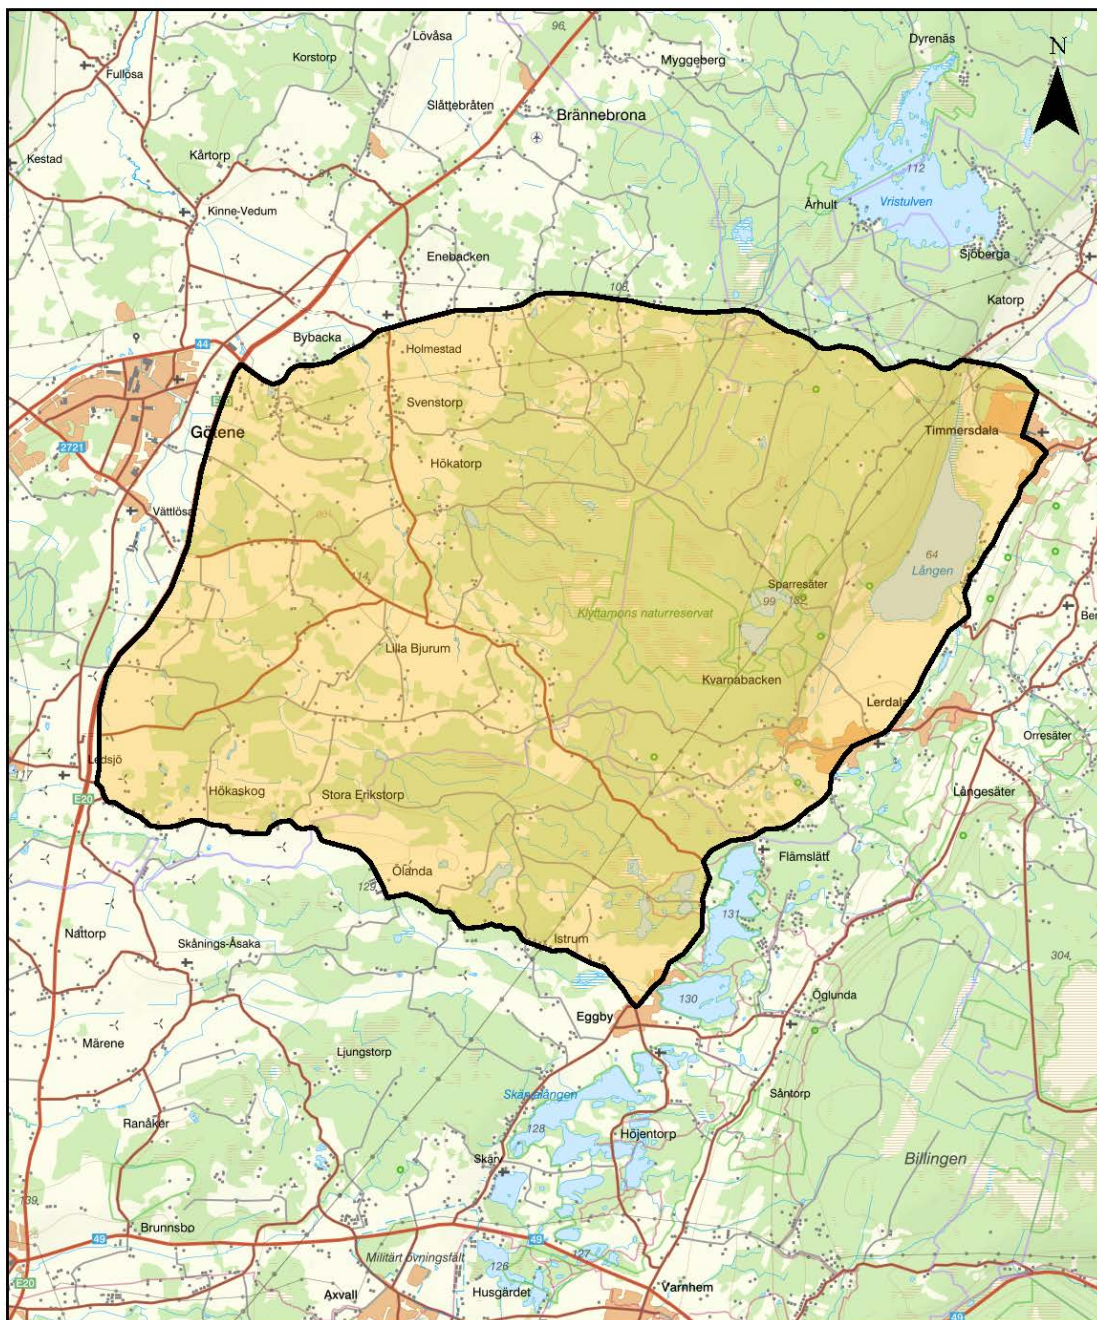 Lövåsa
96
Dyrenäs
N
Korstorp
Myggeberg
Fullösa
Slättebråten
Brännebrona
Kårtorp
Kestad
112
Århult
Vristulven
Kinne-Vedum
Enebacken
Sjöberga
108
Katorp
Bybacka
44
Holmestad
Svenstorp
Götene
Timmersdala
2721
Hökatorp
Vättlösa
64
Lången
114
Sparresäter
99
Klyftamons naturreservat
Lilla Bjurum
Kvarnabacken
Lerdala
Orresäter
Ledsjö
117
Hökaskog
Stora Erikstorp
Långesäter
E20
Flämslätt
Ölanda
129
131
Nattorp
Skånings-Åsaka
Istrum
304
130
Öglunda
Eggby
Märene
Ljungstorp
Såntorp
Ranåker
128
Höjentorp
Skärv
Billingen
139
Brunnsbo
49
49
Militärt övningsfält
127
126
E20
Axvall
Husgärdet
Varnhem
49